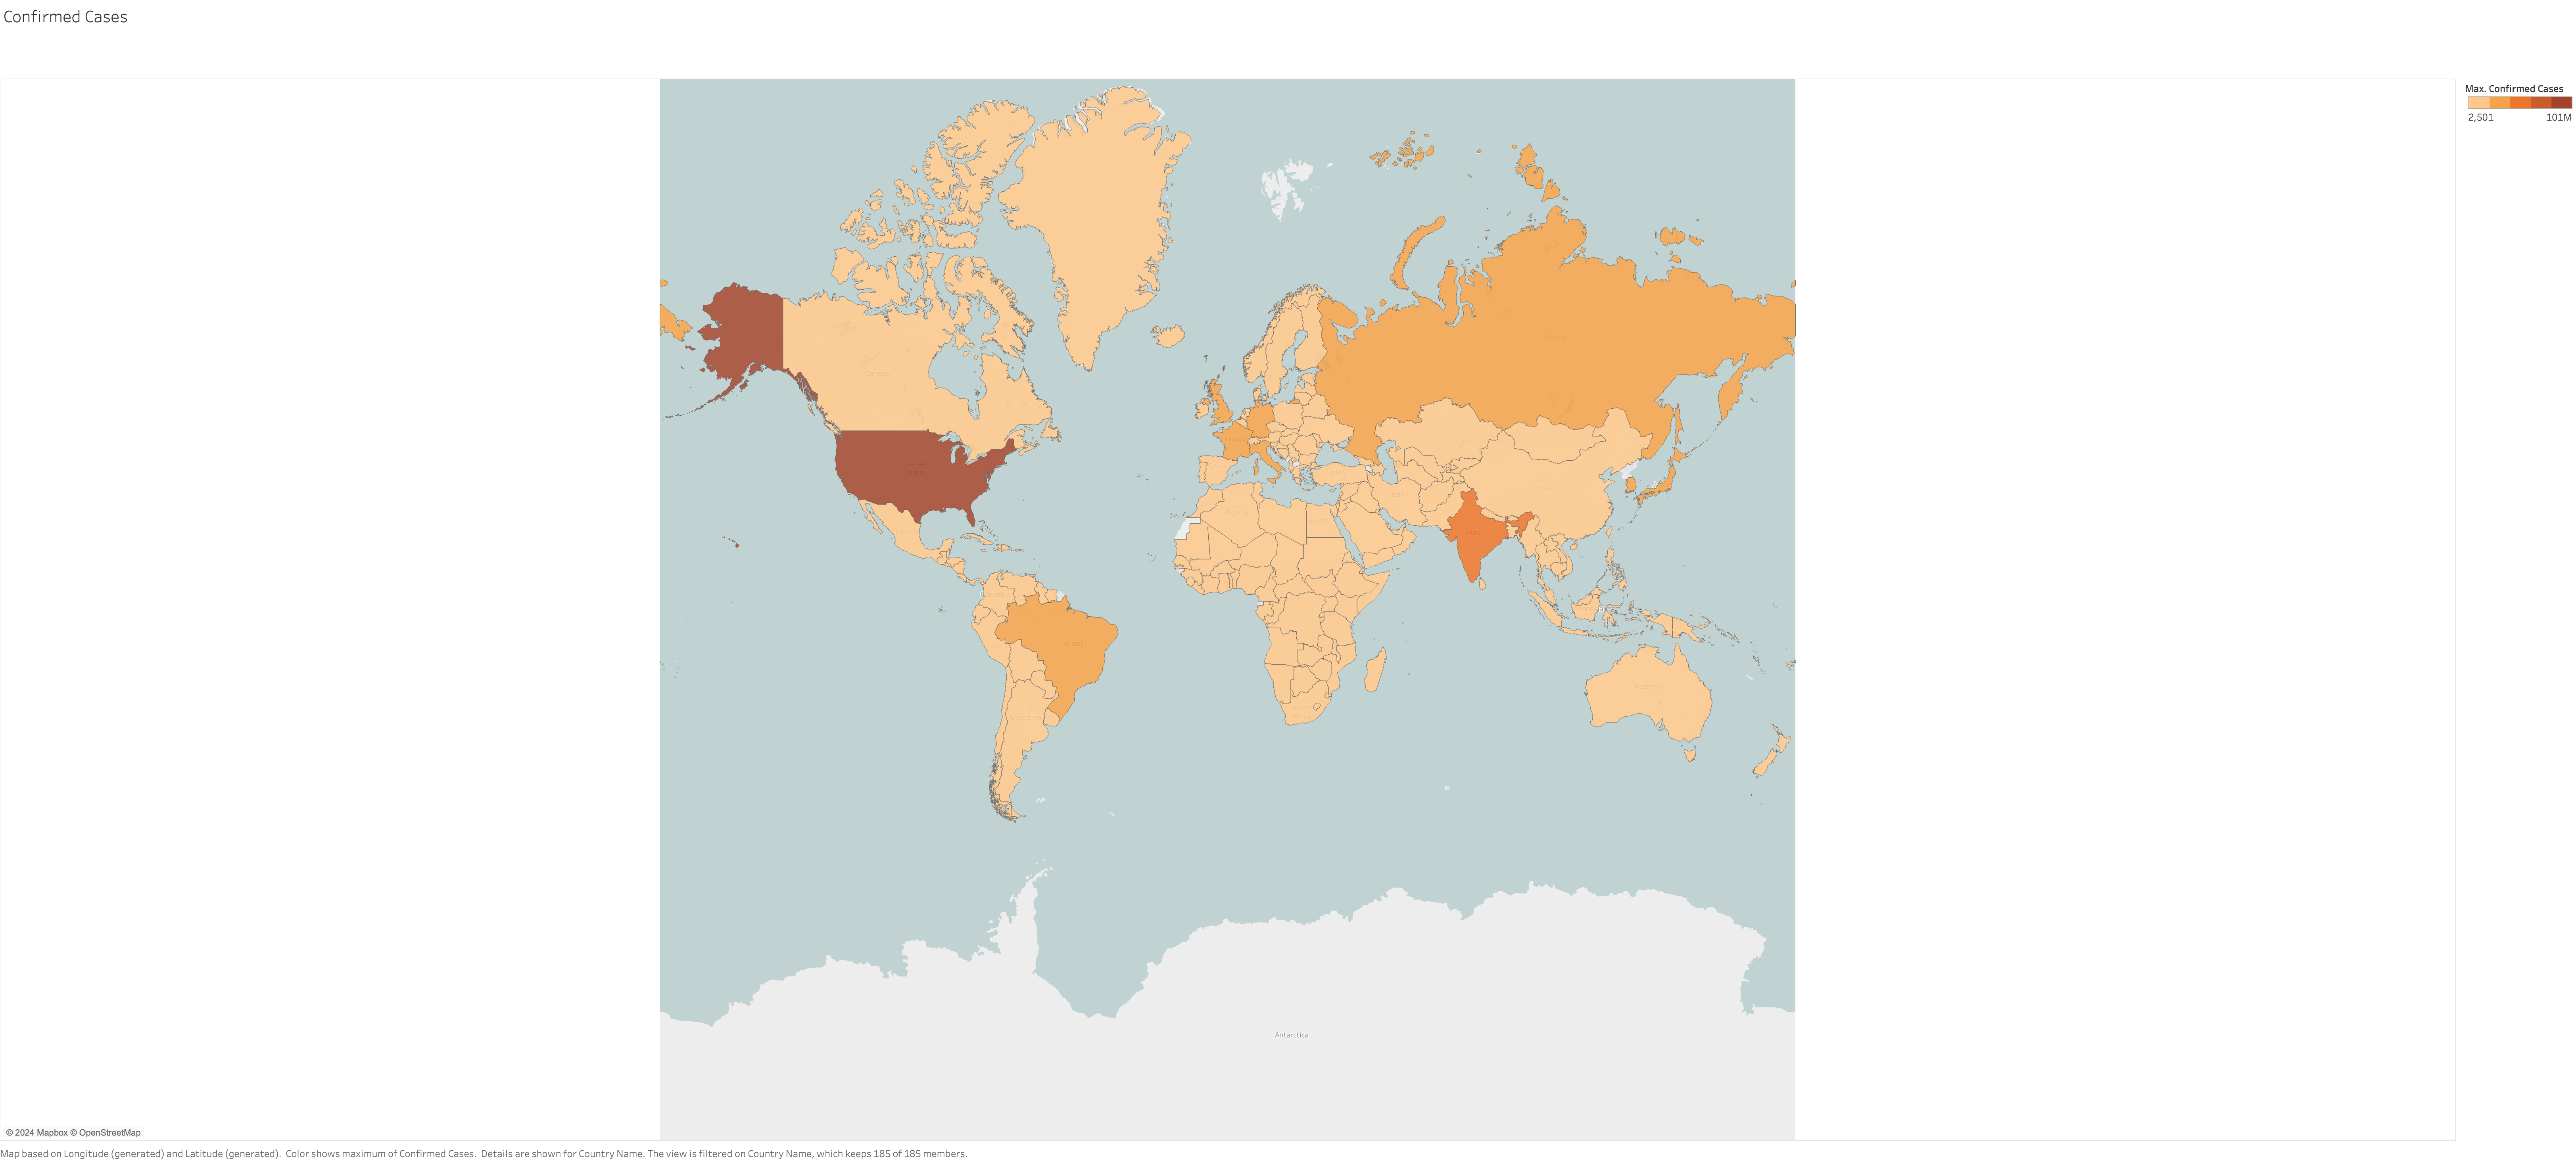 Confirmed Cases
Max. Confirmed Cases
2,501 101M
Antarctica
© 2024 Mapbox © OpenStreetMap
Map based on Longitude (generated) and Latitude (generated). Color shows maximum of Confirmed Cases. Details are shown for Country Name. The view is filtered on Country Name, which keeps 185 of 185 members.